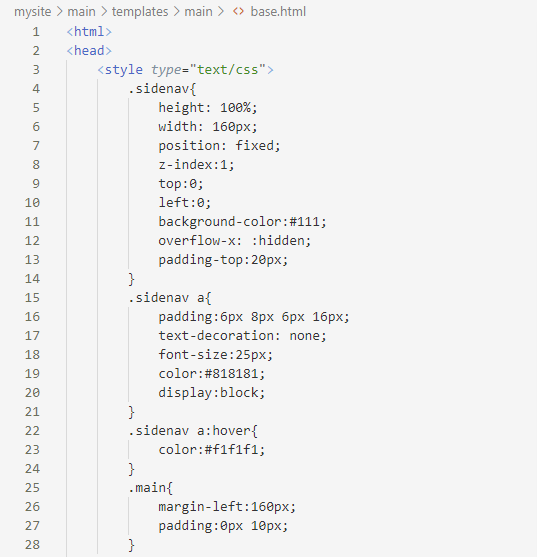 mysite > main > templates > main > <> base.html
1 <html>
2 <head>
3 <style type="text/css">
4 .sidenav{
5 height: 100%;
6 width: 160px;
7 position: fixed;
8 z-index:1;
9 top:0;
10 left:0;
11 background-color:#111;
12 overflow-x: :hidden;
13 padding-top:20px;
14 }
15 .sidenav a{
16 padding:6px 8px 6px 16px;
17 text-decoration: none;
18 font-size:25px;
19 color:#818181;
20 display:block;
21 }
22 .sidenav a:hover{
23 color:#f1f1f1;
24 }
25 .main{
26 margin-left:160px;
27 padding:0px 10px;
28 }